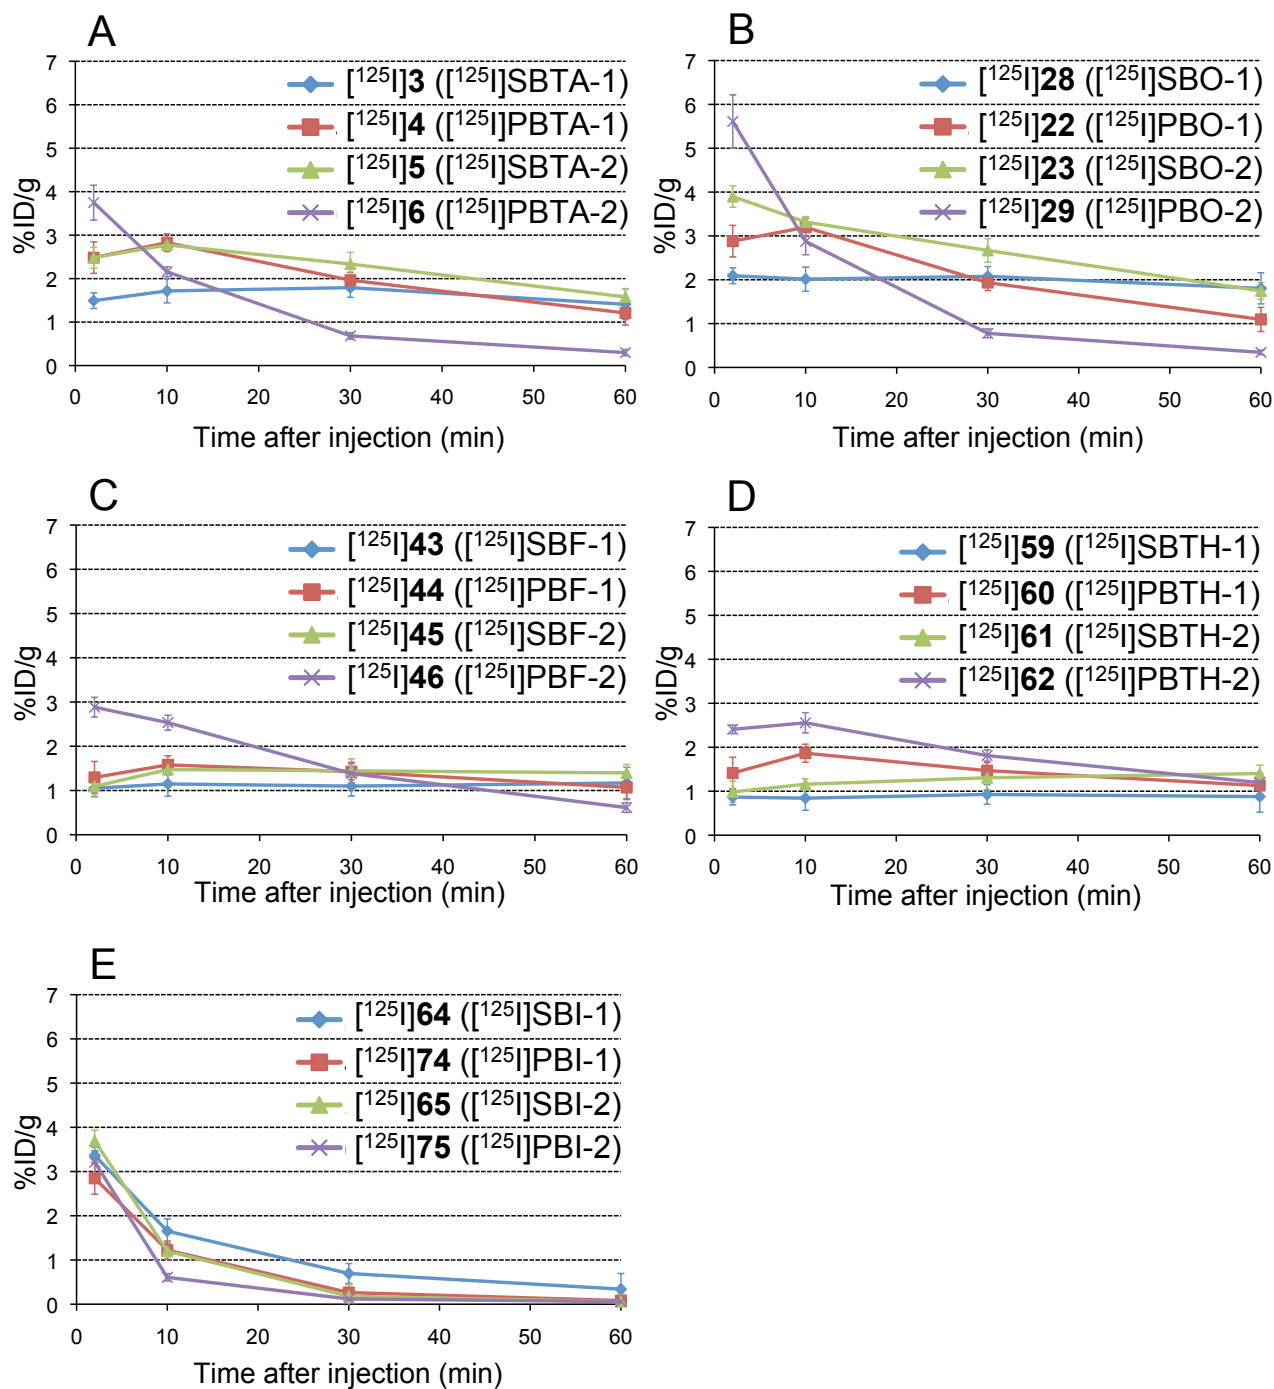 A
7
6
5
4
3
2
1
0
%ID/g
[¹²⁵I]3 ([¹²⁵I]SBTA-1)
[¹²⁵I]4 ([¹²⁵I]PBTA-1)
[¹²⁵I]5 ([¹²⁵I]SBTA-2)
[¹²⁵I]6 ([¹²⁵I]PBTA-2)
0 10 20 30 40 50 60
Time after injection (min)
B
7
6
5
4
3
2
1
0
%ID/g
[¹²⁵I]28 ([¹²⁵I]SBO-1)
[¹²⁵I]22 ([¹²⁵I]PBO-1)
[¹²⁵I]23 ([¹²⁵I]SBO-2)
[¹²⁵I]29 ([¹²⁵I]PBO-2)
0 10 20 30 40 50 60
Time after injection (min)
C
7
6
5
4
3
2
1
0
%ID/g
[¹²⁵I]43 ([¹²⁵I]SBF-1)
[¹²⁵I]44 ([¹²⁵I]PBF-1)
[¹²⁵I]45 ([¹²⁵I]SBF-2)
[¹²⁵I]46 ([¹²⁵I]PBF-2)
0 10 20 30 40 50 60
Time after injection (min)
D
7
6
5
4
3
2
1
0
%ID/g
[¹²⁵I]59 ([¹²⁵I]SBTH-1)
[¹²⁵I]60 ([¹²⁵I]PBTH-1)
[¹²⁵I]61 ([¹²⁵I]SBTH-2)
[¹²⁵I]62 ([¹²⁵I]PBTH-2)
0 10 20 30 40 50 60
Time after injection (min)
E
7
6
5
4
3
2
1
0
%ID/g
[¹²⁵I]64 ([¹²⁵I]SBI-1)
[¹²⁵I]74 ([¹²⁵I]PBI-1)
[¹²⁵I]65 ([¹²⁵I]SBI-2)
[¹²⁵I]75 ([¹²⁵I]PBI-2)
0 10 20 30 40 50 60
Time after injection (min)